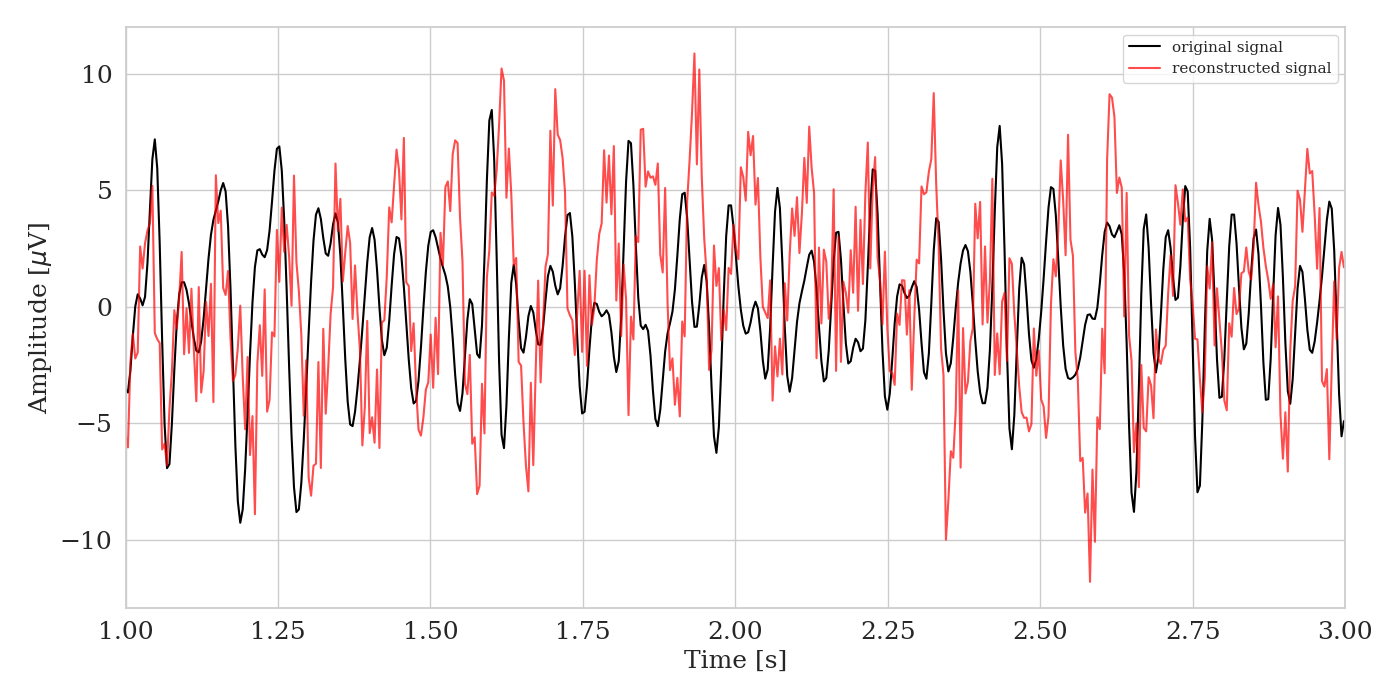 original signal
reconstructed signal
Amplitude [μV]
10
5
0
−5
−10
1.00 1.25 1.50 1.75 2.00 2.25 2.50 2.75 3.00
Time [s]